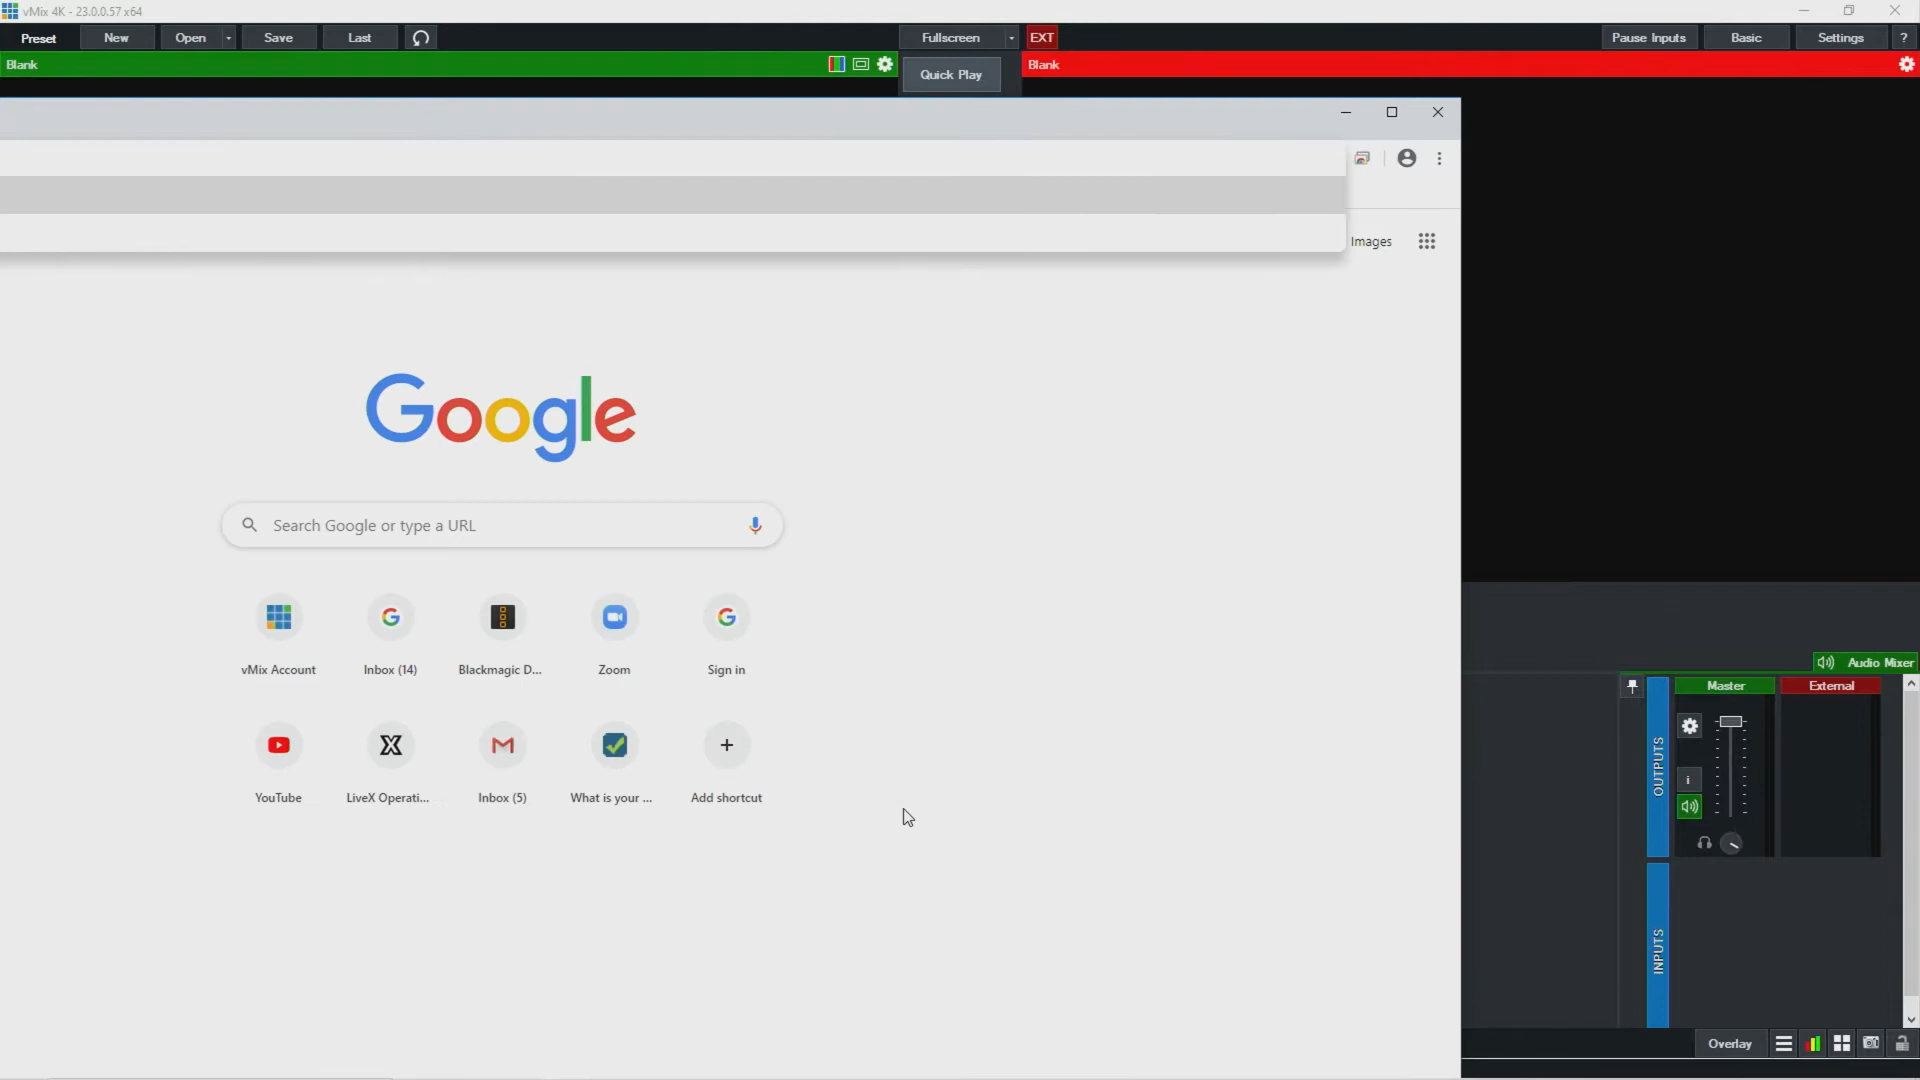 vMix 4K - 23.0.0.57 x64
Preset New Open Save Last Fullscreen EXT Pause Inputs Basic Settings ?
Blank Quick Play Blank
Images
Google
Search Google or type a URL
vMix Account Inbox (14) Blackmagic D... Zoom Sign in
YouTube LiveX Operati... Inbox (5) What is your ... Add shortcut
Audio Mixer
Master External
OUTPUTS
INPUTS
Overlay